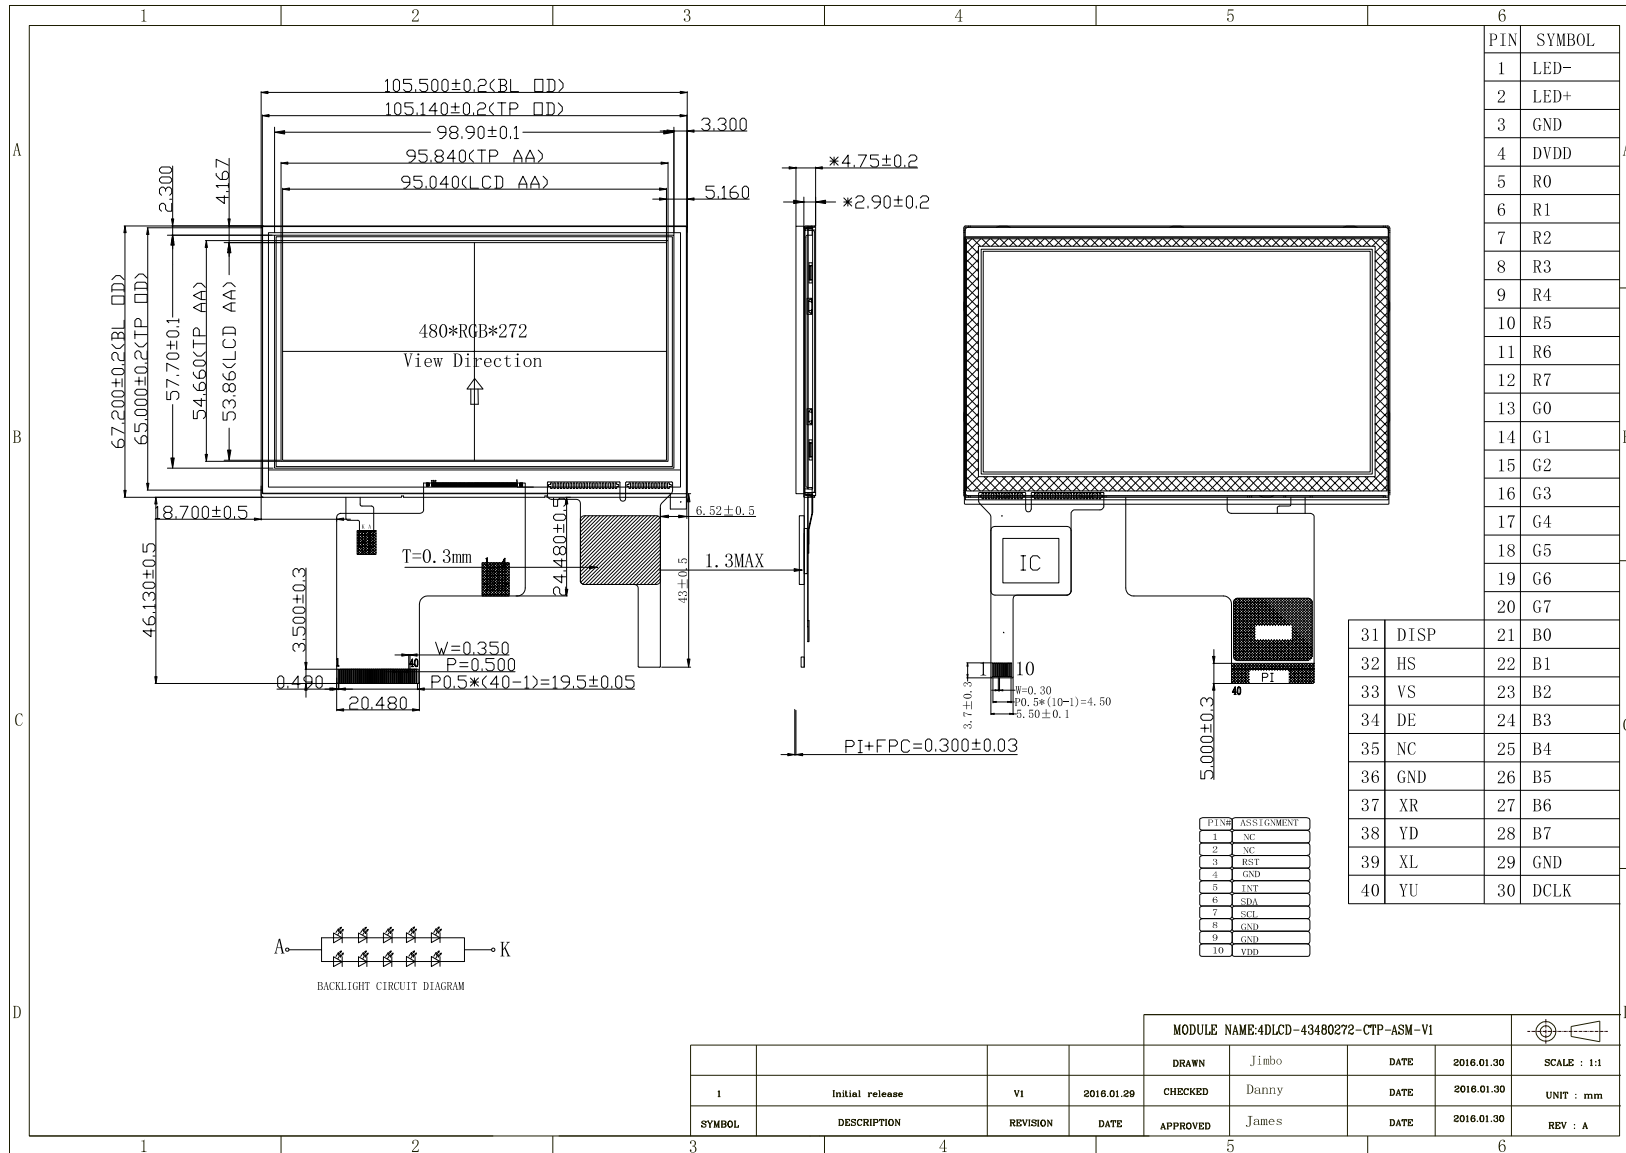 1 2 3 4 5 6
A
B
C
D
105.500±0.2(BL OD)
105.140±0.2(TP OD)
98.90±0.1
3.300
95.840(TP AA)
95.040(LCD AA)
5.160
2.300
4.167
67.200±0.2(BL OD)
65.000±0.2(TP OD)
57.70±0.1
54.660(TP AA)
53.86(LCD AA)
480*RGB*272
View Direction
*4.75±0.2
*2.90±0.2
18.700±0.5
46.130±0.5
3.500±0.3
T=0.3mm
24.480±0.5
6.52±0.5
43±0.5
1.3MAX
1
40
W=0.350
P=0.500
0.490
P0.5*(40-1)=19.5±0.05
20.480
PI+FPC=0.300±0.03
IC
1 10
3.7±0.3
W=0.30
P0.5*(10-1)=4.50
5.50±0.1
PI
40
5.000±0.3
PIN SYMBOL
1 LED-
2 LED+
3 GND
4 DVDD
5 R0
6 R1
7 R2
8 R3
9 R4
10 R5
11 R6
12 R7
13 G0
14 G1
15 G2
16 G3
17 G4
18 G5
19 G6
20 G7
31 DISP 21 B0
32 HS 22 B1
33 VS 23 B2
34 DE 24 B3
35 NC 25 B4
36 GND 26 B5
37 XR 27 B6
38 YD 28 B7
39 XL 29 GND
40 YU 30 DCLK
PIN# ASSIGNMENT
1 NC
2 NC
3 RST
4 GND
5 INT
6 SDA
7 SCL
8 GND
9 GND
10 VDD
A K
BACKLIGHT CIRCUIT DIAGRAM
MODULE NAME:4DLCD-43480272-CTP-ASM-V1
DRAWN Jimbo DATE 2016.01.30 SCALE : 1:1
1 Initial release V1 2016.01.29 CHECKED Danny DATE 2016.01.30 UNIT : mm
SYMBOL DESCRIPTION REVISION DATE APPROVED James DATE 2016.01.30 REV : A
1 2 3 4 5 6